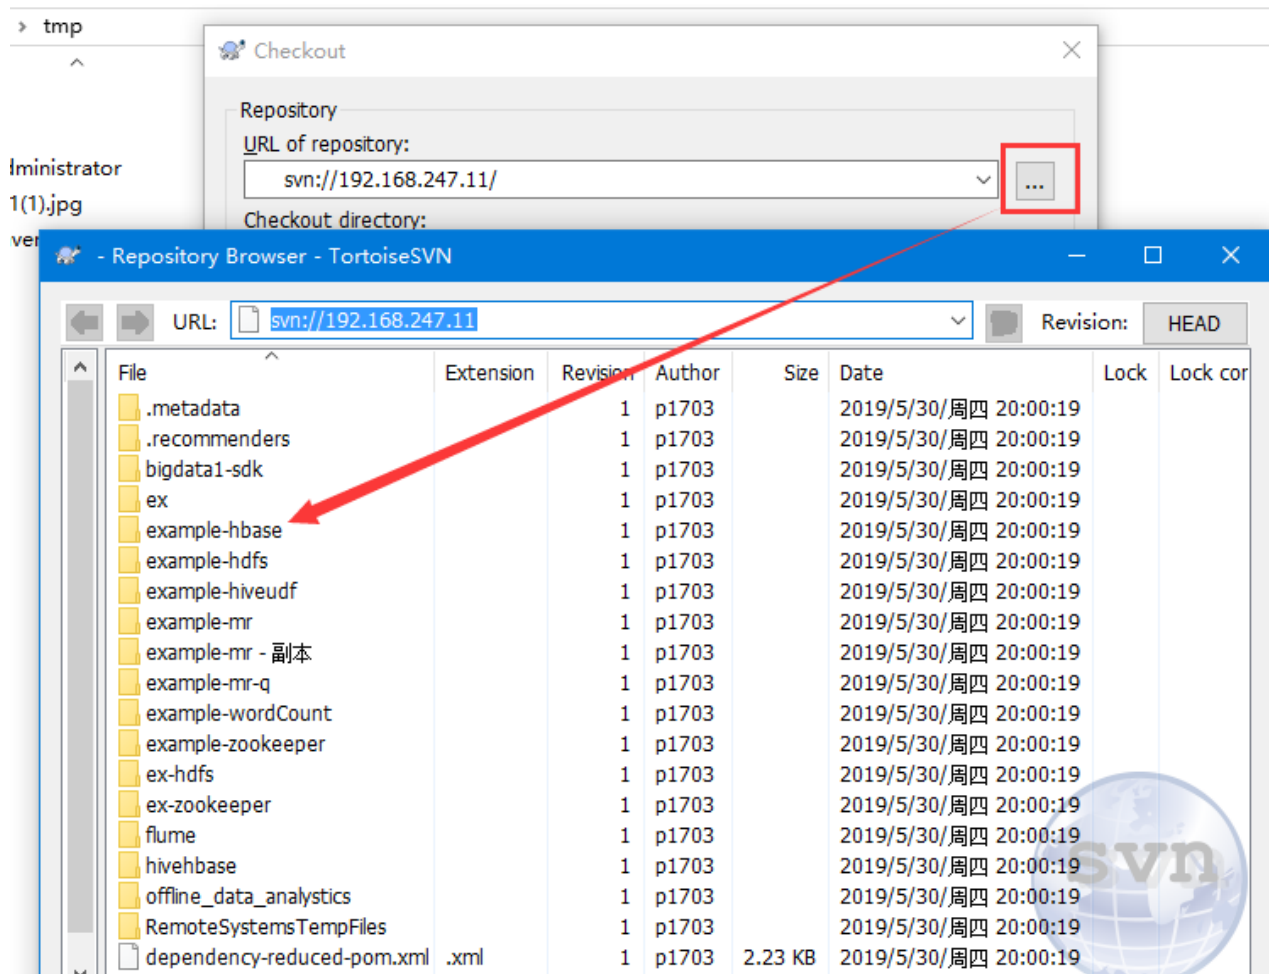 tmp
Checkout
Repository
URL of repository:
svn://192.168.247.11/
...
Checkout directory:
dministrator
1(1).jpg
ver
- Repository Browser - TortoiseSVN
URL: svn://192.168.247.11 Revision: HEAD
File Extension Revision Author Size Date Lock Lock cor
.metadata 1 p1703 2019/5/30/周四 20:00:19
.recommenders 1 p1703 2019/5/30/周四 20:00:19
bigdata1-sdk 1 p1703 2019/5/30/周四 20:00:19
ex 1 p1703 2019/5/30/周四 20:00:19
example-hbase 1 p1703 2019/5/30/周四 20:00:19
example-hdfs 1 p1703 2019/5/30/周四 20:00:19
example-hiveudf 1 p1703 2019/5/30/周四 20:00:19
example-mr 1 p1703 2019/5/30/周四 20:00:19
example-mr - 副本 1 p1703 2019/5/30/周四 20:00:19
example-mr-q 1 p1703 2019/5/30/周四 20:00:19
example-wordCount 1 p1703 2019/5/30/周四 20:00:19
example-zookeeper 1 p1703 2019/5/30/周四 20:00:19
ex-hdfs 1 p1703 2019/5/30/周四 20:00:19
ex-zookeeper 1 p1703 2019/5/30/周四 20:00:19
flume 1 p1703 2019/5/30/周四 20:00:19
hivehbase 1 p1703 2019/5/30/周四 20:00:19
offline_data_analystics 1 p1703 2019/5/30/周四 20:00:19
RemoteSystemsTempFiles 1 p1703 2019/5/30/周四 20:00:19
dependency-reduced-pom.xml .xml 1 p1703 2.23 KB 2019/5/30/周四 20:00:19
svn